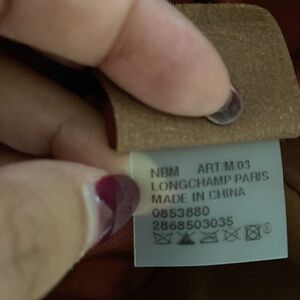 NBM ART/M/03
LONGCHAMP PARIS
MADE IN CHINA
0853880
2868503035